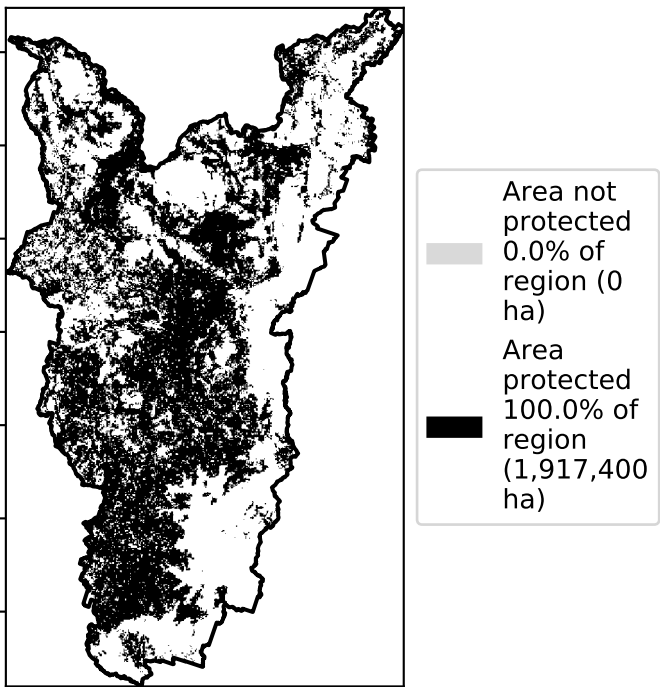 Area not
protected
0.0% of
region (0
ha)
Area
protected
100.0% of
region
(1,917,400
ha)